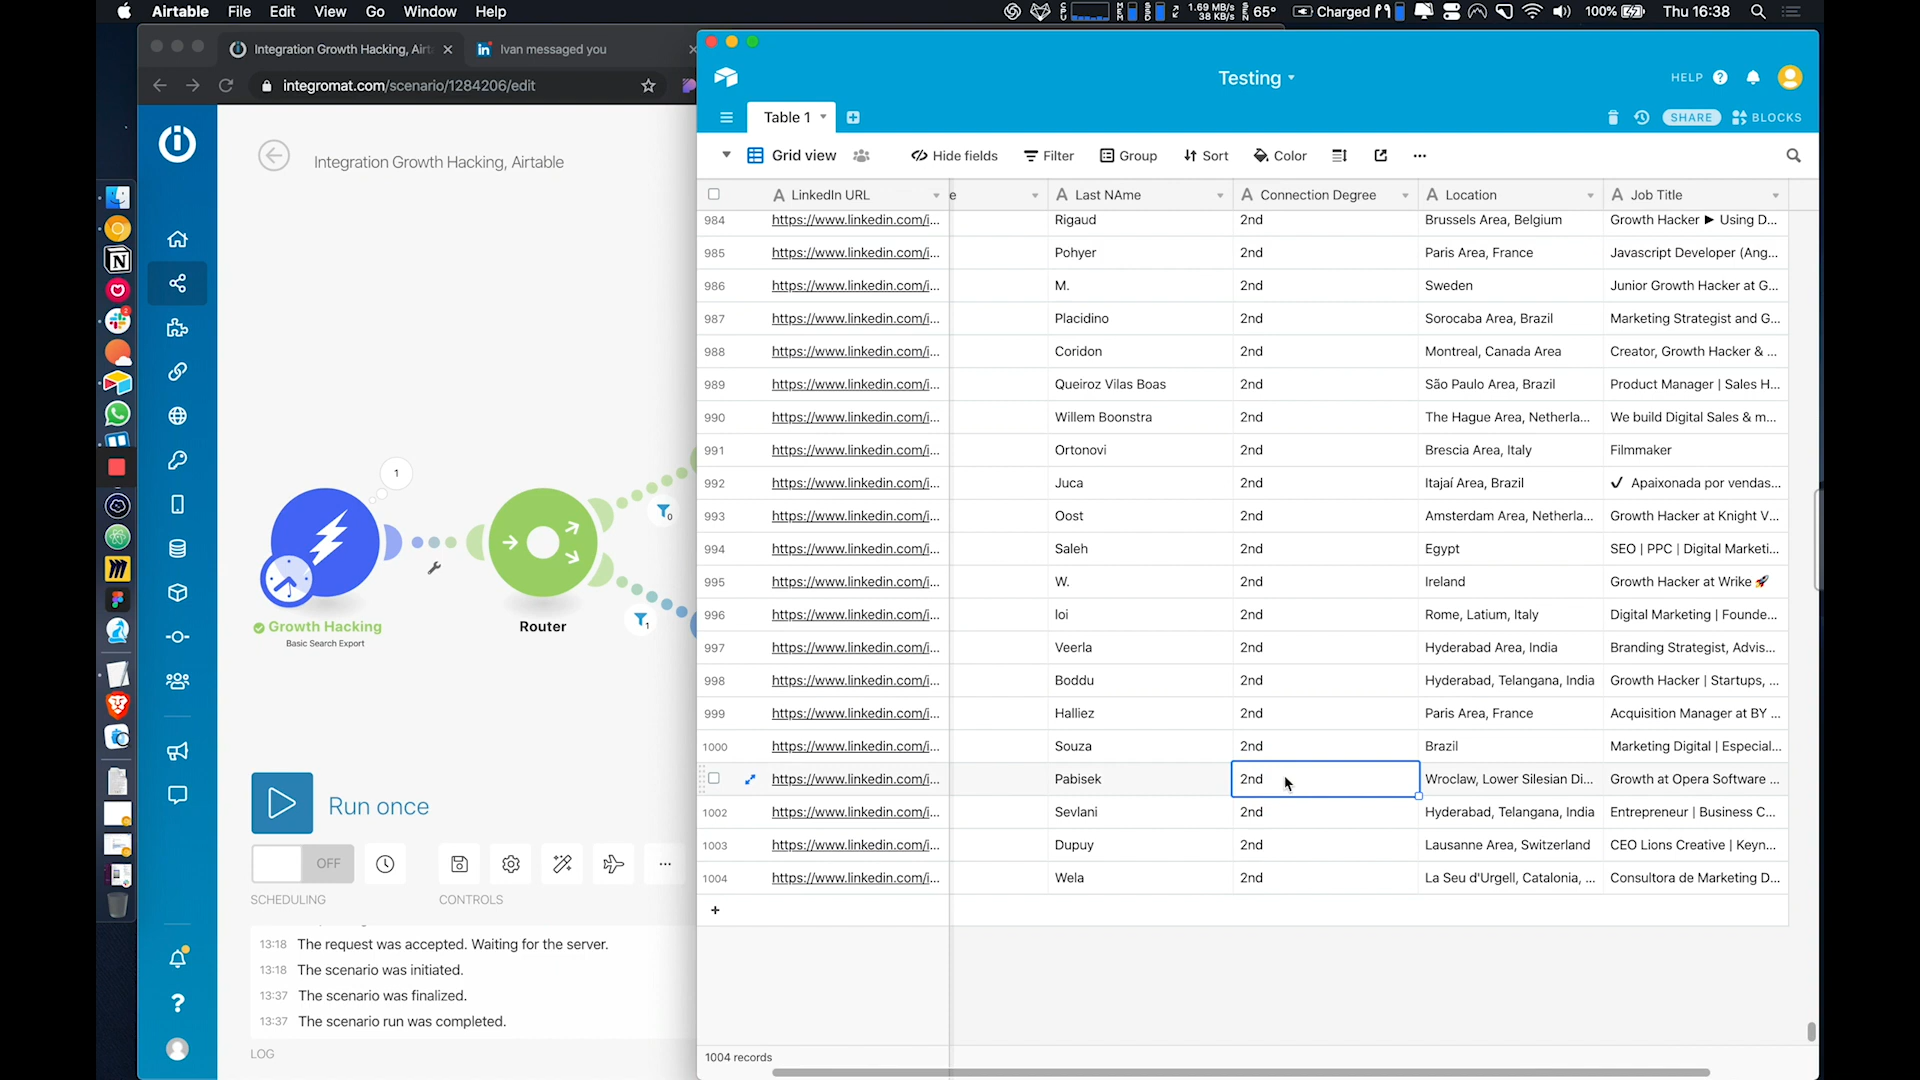 Airtable File Edit View Go Window Help
1.69 MB/s
38 KB/s
65° Charged 100% Thu 16:38
Integration Growth Hacking, Airt
Ivan messaged you
integromat.com/scenario/1284206/edit
Testing
HELP
Table 1
SHARE
BLOCKS
Integration Growth Hacking, Airtable
Grid view
Hide fields
Filter
Group
Sort
Color
LinkedIn URL
e
Last NAme
Connection Degree
Location
Job Title
984 https://www.linkedin.com/i... Rigaud 2nd Brussels Area, Belgium Growth Hacker ► Using D...
985 https://www.linkedin.com/i... Pohyer 2nd Paris Area, France Javascript Developer (Ang...
986 https://www.linkedin.com/i... M. 2nd Sweden Junior Growth Hacker at G...
987 https://www.linkedin.com/i... Placidino 2nd Sorocaba Area, Brazil Marketing Strategist and G...
988 https://www.linkedin.com/i... Coridon 2nd Montreal, Canada Area Creator, Growth Hacker & ...
989 https://www.linkedin.com/i... Queiroz Vilas Boas 2nd São Paulo Area, Brazil Product Manager | Sales H...
990 https://www.linkedin.com/i... Willem Boonstra 2nd The Hague Area, Netherla... We build Digital Sales & m...
991 https://www.linkedin.com/i... Ortonovi 2nd Brescia Area, Italy Filmmaker
992 https://www.linkedin.com/i... Juca 2nd Itajaí Area, Brazil ✓ Apaixonada por vendas...
993 https://www.linkedin.com/i... Oost 2nd Amsterdam Area, Netherla... Growth Hacker at Knight V...
994 https://www.linkedin.com/i... Saleh 2nd Egypt SEO | PPC | Digital Marketi...
995 https://www.linkedin.com/i... W. 2nd Ireland Growth Hacker at Wrike 🚀
996 https://www.linkedin.com/i... Ioi 2nd Rome, Latium, Italy Digital Marketing | Founde...
997 https://www.linkedin.com/i... Veerla 2nd Hyderabad Area, India Branding Strategist, Advis...
998 https://www.linkedin.com/i... Boddu 2nd Hyderabad, Telangana, India Growth Hacker | Startups, ...
999 https://www.linkedin.com/i... Halliez 2nd Paris Area, France Acquisition Manager at BY ...
1000 https://www.linkedin.com/i... Souza 2nd Brazil Marketing Digital | Especial...
https://www.linkedin.com/i... Pabisek 2nd Wroclaw, Lower Silesian Di... Growth at Opera Software ...
1002 https://www.linkedin.com/i... Sevlani 2nd Hyderabad, Telangana, India Entrepreneur | Business C...
1003 https://www.linkedin.com/i... Dupuy 2nd Lausanne Area, Switzerland CEO Lions Creative | Keyn...
1004 https://www.linkedin.com/i... Wela 2nd La Seu d'Urgell, Catalonia, ... Consultora de Marketing D...
+
1004 records
1
0
1
Growth Hacking
Basic Search Export
Router
Run once
OFF
SCHEDULING
CONTROLS
13:18 The request was accepted. Waiting for the server.
13:18 The scenario was initiated.
13:37 The scenario was finalized.
13:37 The scenario run was completed.
LOG